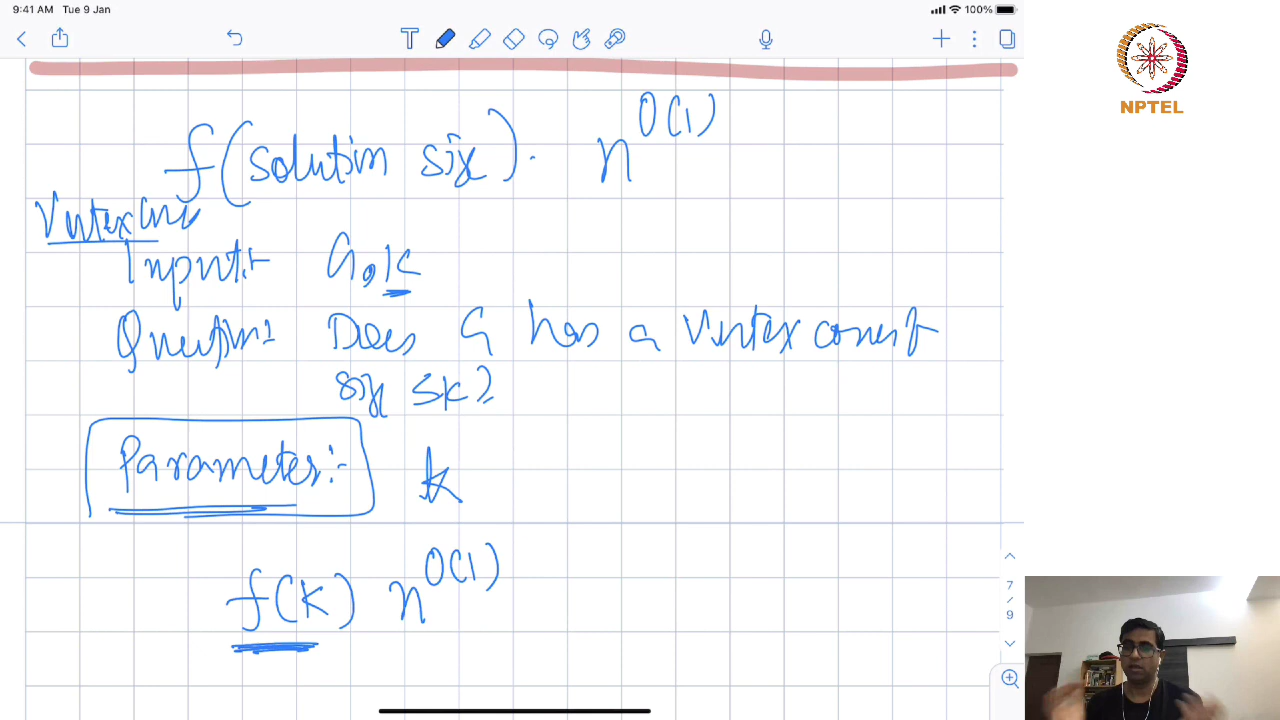 9:41 AM Tue 9 Jan
100%
NPTEL
f(solution size) · n^O(1)
Vertex Cover
Input:- G, k
Question: Does G has a vertex cover of
size ≤k?
Parameter:- k
f(k) n^O(1)
7
/
9